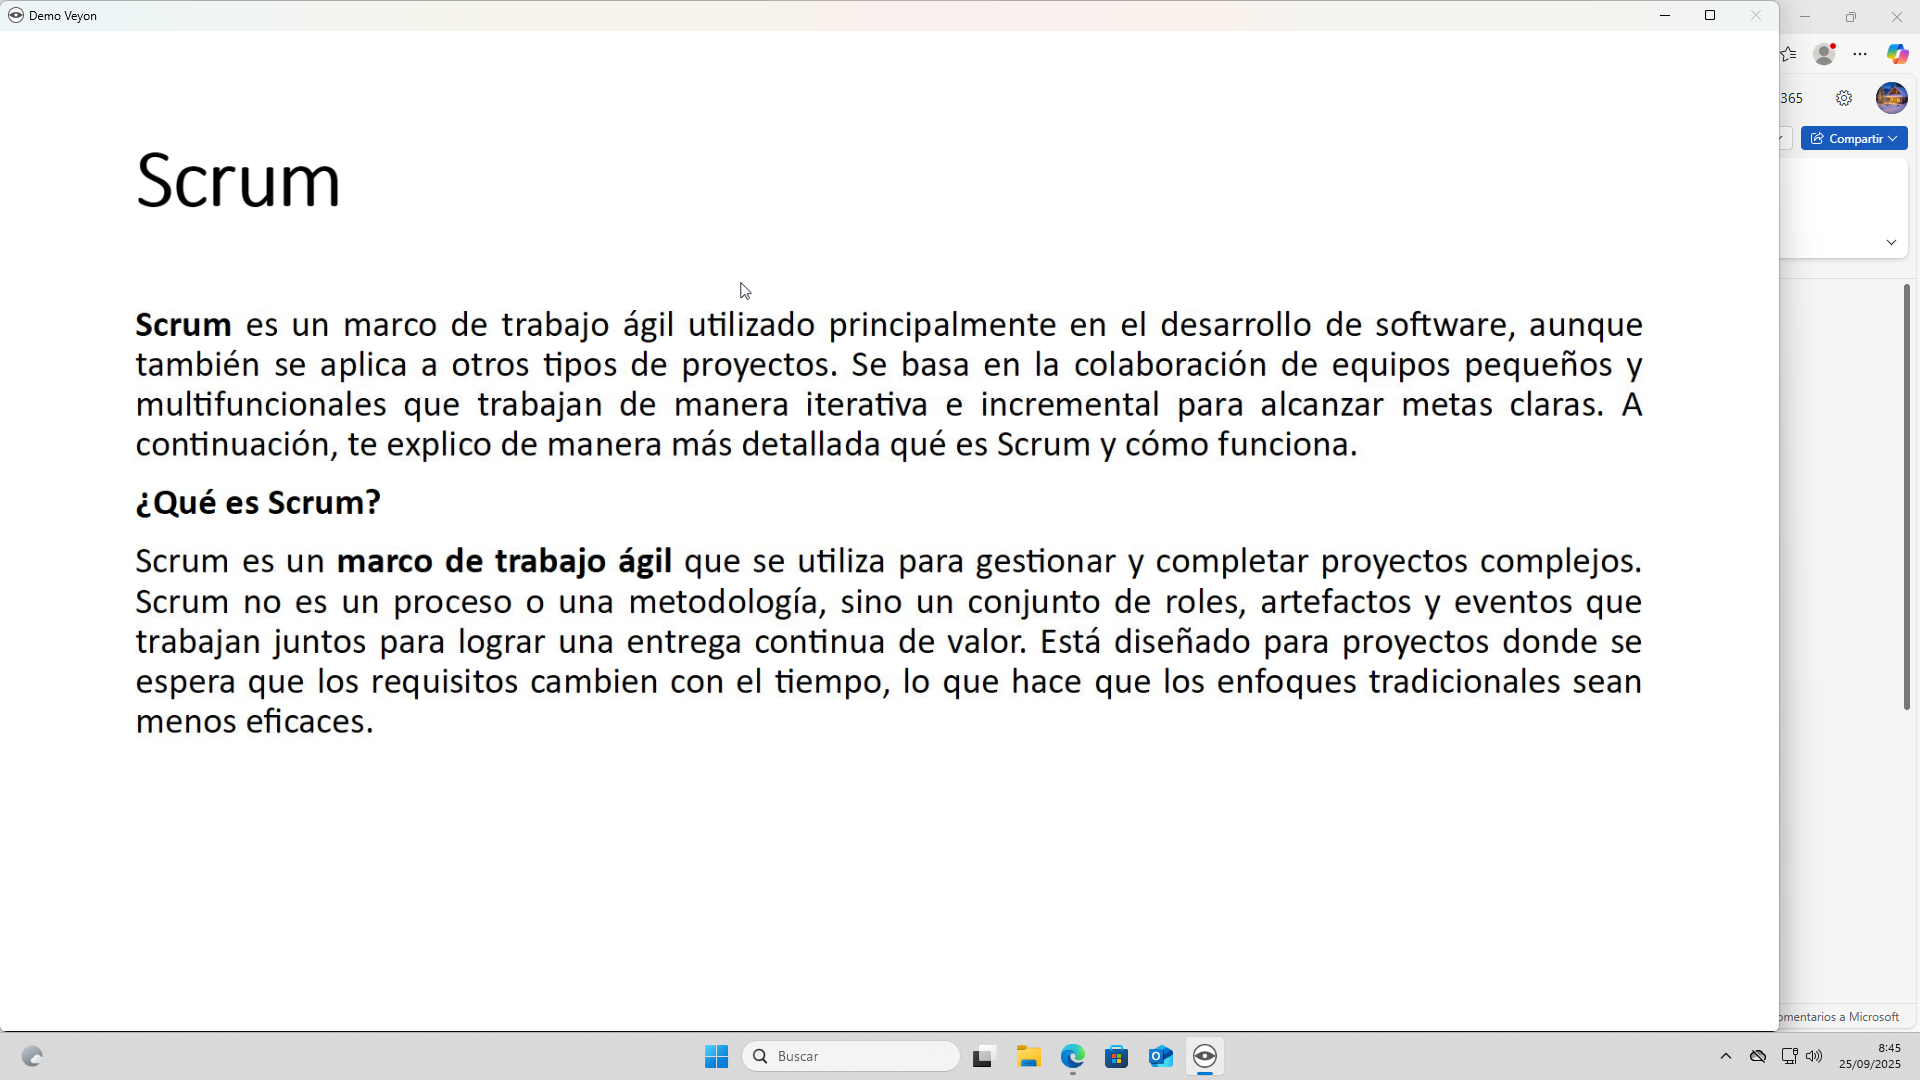 Demo Veyon
365
Compartir
Scrum
Scrum es un marco de trabajo ágil utilizado principalmente en el desarrollo de software, aunque
también se aplica a otros tipos de proyectos. Se basa en la colaboración de equipos pequeños y
multifuncionales que trabajan de manera iterativa e incremental para alcanzar metas claras. A
continuación, te explico de manera más detallada qué es Scrum y cómo funciona.
¿Qué es Scrum?
Scrum es un marco de trabajo ágil que se utiliza para gestionar y completar proyectos complejos.
Scrum no es un proceso o una metodología, sino un conjunto de roles, artefactos y eventos que
trabajan juntos para lograr una entrega continua de valor. Está diseñado para proyectos donde se
espera que los requisitos cambien con el tiempo, lo que hace que los enfoques tradicionales sean
menos eficaces.
omentarios a Microsoft
Buscar
8:45
25/09/2025